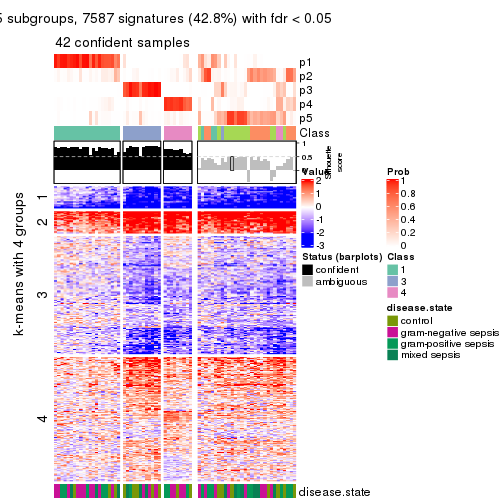 5 subgroups, 7587 signatures (42.8%) with fdr < 0.05
42 confident samples
p1
p2
p3
p4
p5
Class
1
0.5
0
Silhouette
score
k-means with 4 groups
1
2
3
4
disease.state
Value
2
1
0
-1
-2
-3
Status (barplots)
confident
ambiguous
Prob
1
0.8
0.6
0.4
0.2
0
Class
1
3
4
disease.state
control
gram-negative sepsis
gram-positive sepsis
mixed sepsis